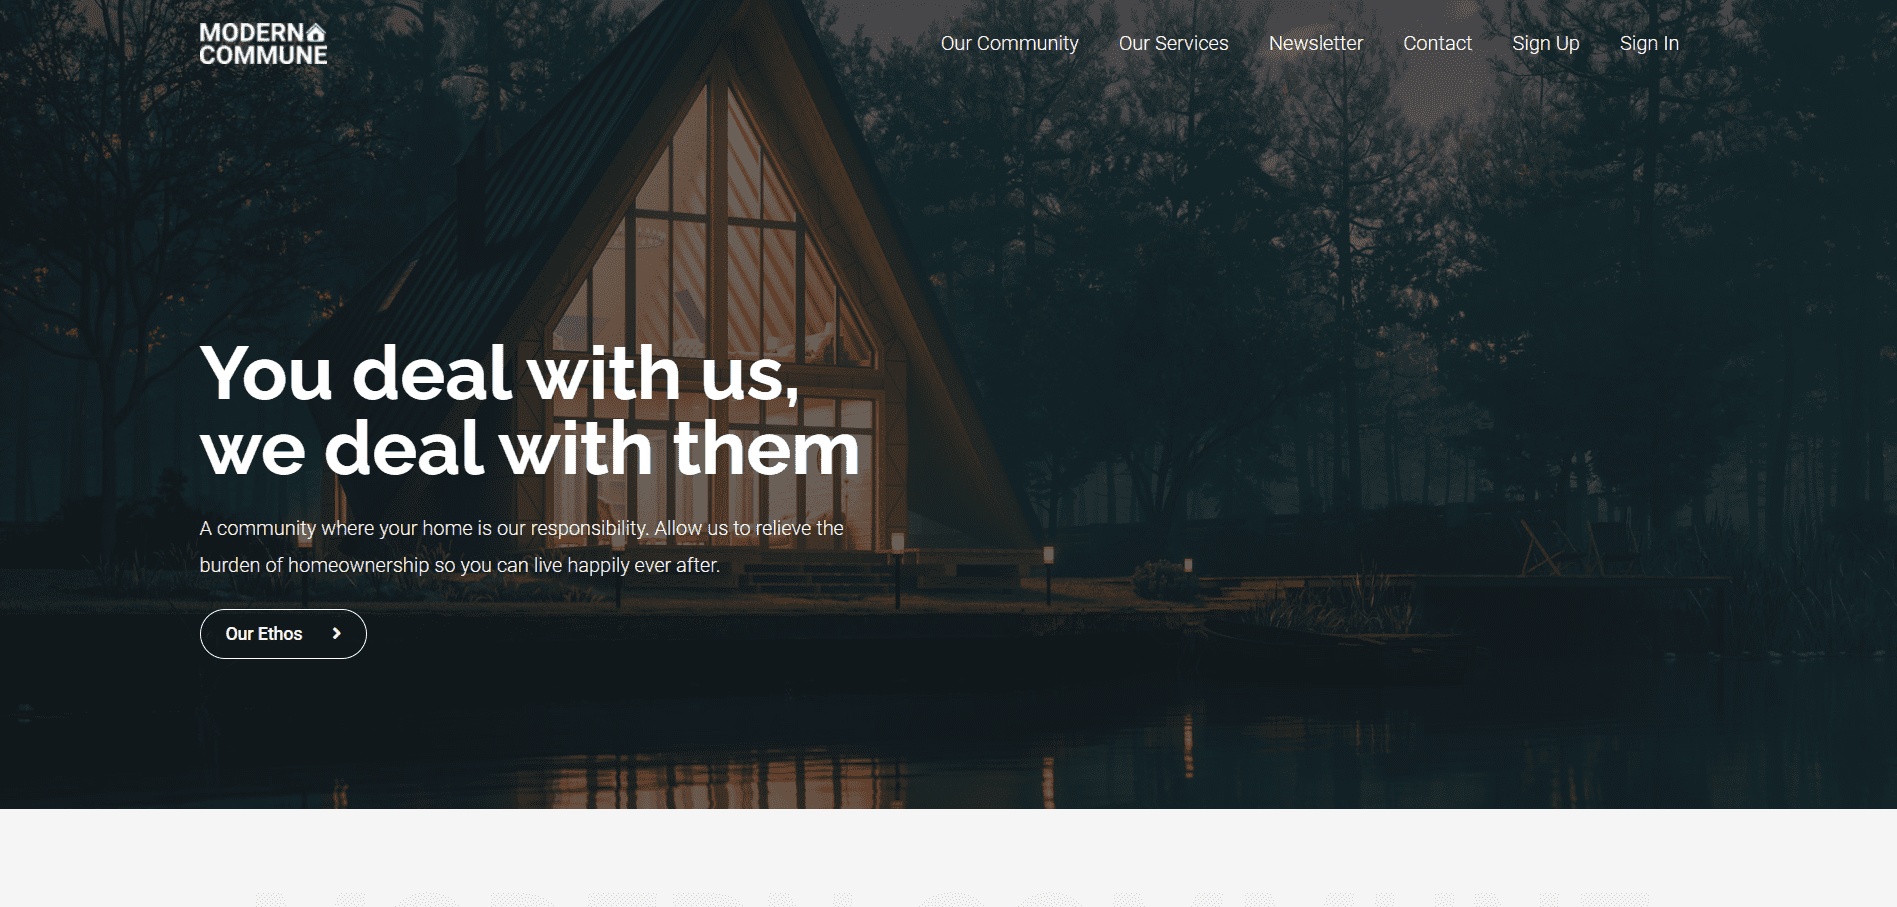 MODERN
COMMUNE
Our Community
Our Services
Newsletter
Contact
Sign Up
Sign In
You deal with us,
we deal with them
A community where your home is our responsibility. Allow us to relieve the
burden of homeownership so you can live happily ever after.
Our Ethos
MODERN COMMUNE